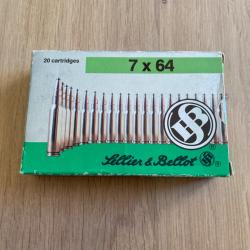 20 cartridges
7 x 64
S&B
Sellier & Bellot